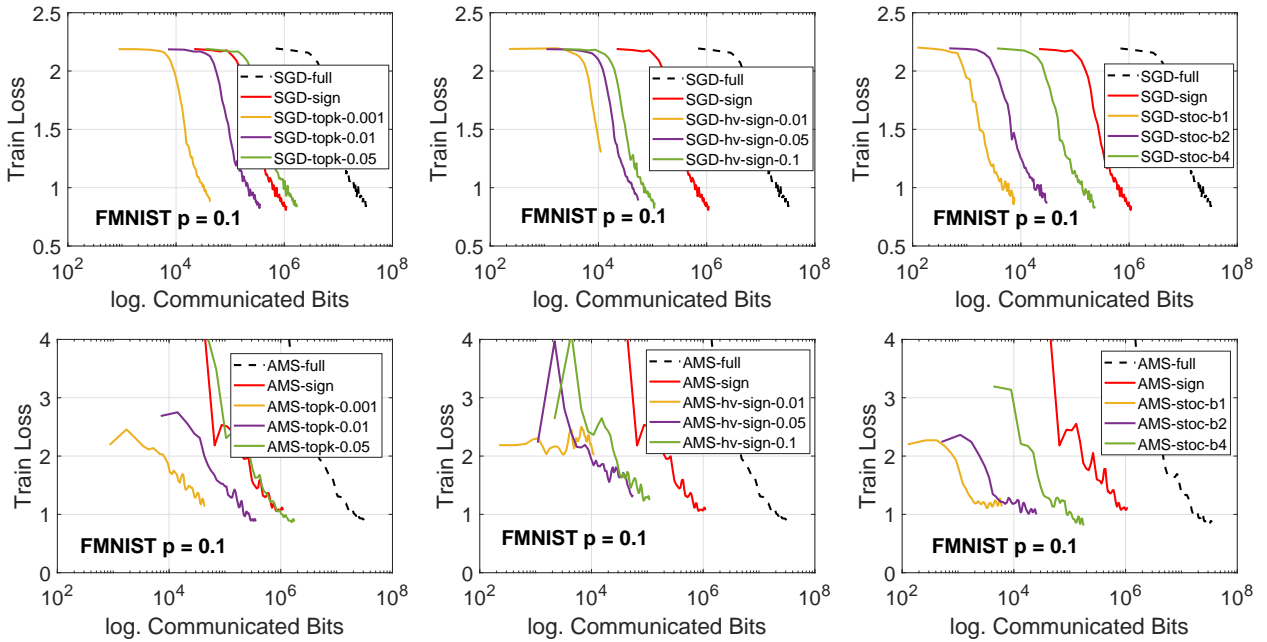 2.5
2
1.5
1
0.5
Train Loss
SGD-full
SGD-sign
SGD-topk-0.001
SGD-topk-0.01
SGD-topk-0.05
FMNIST p = 0.1
10^2 10^4 10^6 10^8
log. Communicated Bits
2.5
2
1.5
1
0.5
Train Loss
SGD-full
SGD-sign
SGD-hv-sign-0.01
SGD-hv-sign-0.05
SGD-hv-sign-0.1
FMNIST p = 0.1
10^2 10^4 10^6 10^8
log. Communicated Bits
2.5
2
1.5
1
0.5
Train Loss
SGD-full
SGD-sign
SGD-stoc-b1
SGD-stoc-b2
SGD-stoc-b4
FMNIST p = 0.1
10^2 10^4 10^6 10^8
log. Communicated Bits
4
3
2
1
0
Train Loss
AMS-full
AMS-sign
AMS-topk-0.001
AMS-topk-0.01
AMS-topk-0.05
FMNIST p = 0.1
10^2 10^4 10^6 10^8
log. Communicated Bits
4
3
2
1
0
Train Loss
AMS-full
AMS-sign
AMS-hv-sign-0.01
AMS-hv-sign-0.05
AMS-hv-sign-0.1
FMNIST p = 0.1
10^2 10^4 10^6 10^8
log. Communicated Bits
4
3
2
1
0
Train Loss
AMS-full
AMS-sign
AMS-stoc-b1
AMS-stoc-b2
AMS-stoc-b4
FMNIST p = 0.1
10^2 10^4 10^6 10^8
log. Communicated Bits